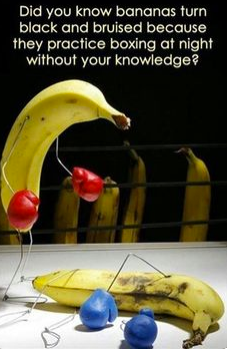 Did you know bananas turn
black and bruised because
they practice boxing at night
without your knowledge?